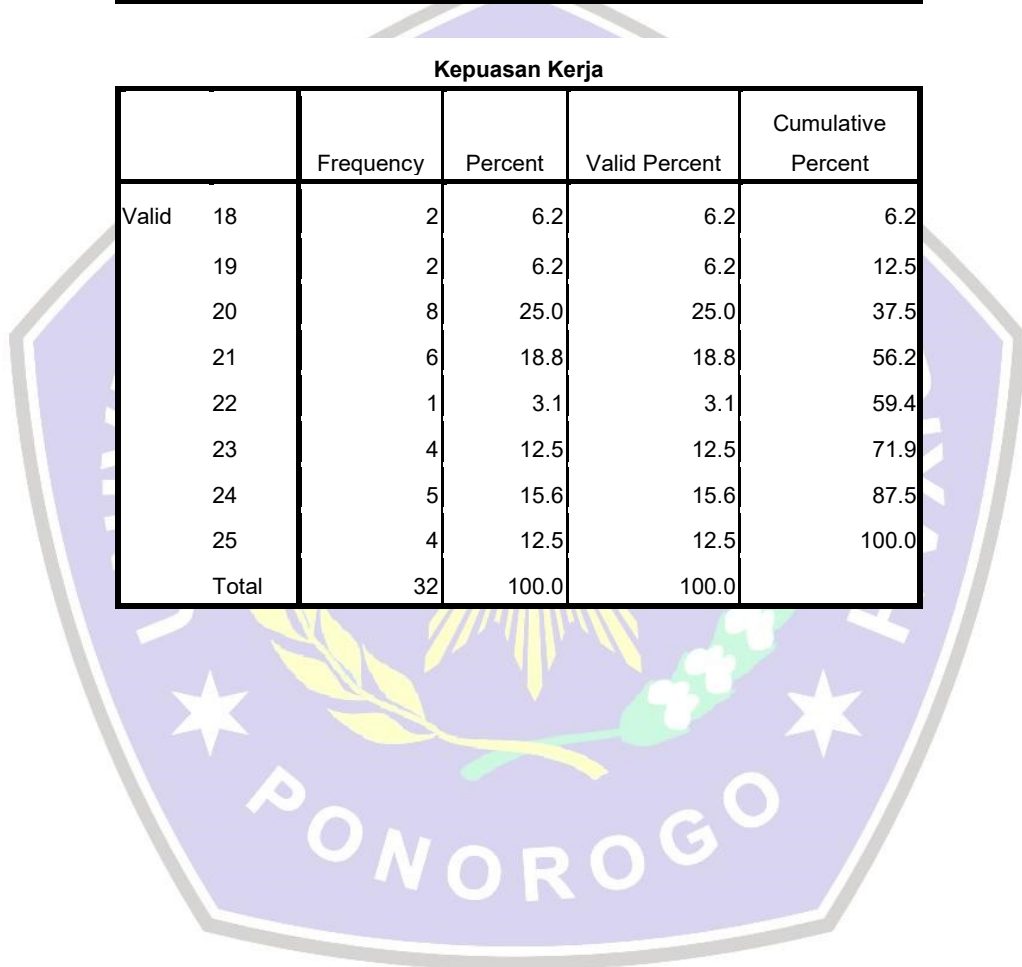 Kepuasan Kerja
Frequency Percent Valid Percent Cumulative Percent
Valid 18 2 6.2 6.2 6.2
19 2 6.2 6.2 12.5
20 8 25.0 25.0 37.5
21 6 18.8 18.8 56.2
22 1 3.1 3.1 59.4
23 4 12.5 12.5 71.9
24 5 15.6 15.6 87.5
25 4 12.5 12.5 100.0
Total 32 100.0 100.0
PONOROGO